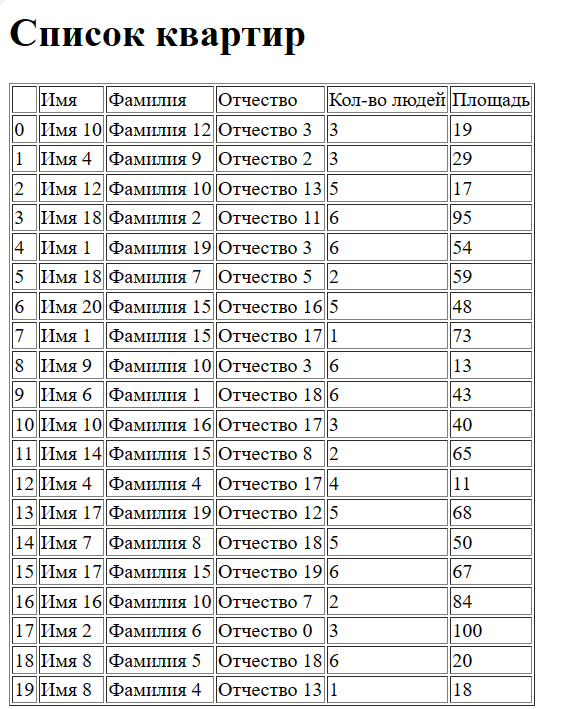 Список квартир
Имя Фамилия Отчество Кол-во людей Площадь
0 Имя 10 Фамилия 12 Отчество 3 3 19
1 Имя 4 Фамилия 9 Отчество 2 3 29
2 Имя 12 Фамилия 10 Отчество 13 5 17
3 Имя 18 Фамилия 2 Отчество 11 6 95
4 Имя 1 Фамилия 19 Отчество 3 6 54
5 Имя 18 Фамилия 7 Отчество 5 2 59
6 Имя 20 Фамилия 15 Отчество 16 5 48
7 Имя 1 Фамилия 15 Отчество 17 1 73
8 Имя 9 Фамилия 10 Отчество 3 6 13
9 Имя 6 Фамилия 1 Отчество 18 6 43
10 Имя 10 Фамилия 16 Отчество 17 3 40
11 Имя 14 Фамилия 15 Отчество 8 2 65
12 Имя 4 Фамилия 4 Отчество 17 4 11
13 Имя 17 Фамилия 19 Отчество 12 5 68
14 Имя 7 Фамилия 8 Отчество 18 5 50
15 Имя 17 Фамилия 15 Отчество 19 6 67
16 Имя 16 Фамилия 10 Отчество 7 2 84
17 Имя 2 Фамилия 6 Отчество 0 3 100
18 Имя 8 Фамилия 5 Отчество 18 6 20
19 Имя 8 Фамилия 4 Отчество 13 1 18